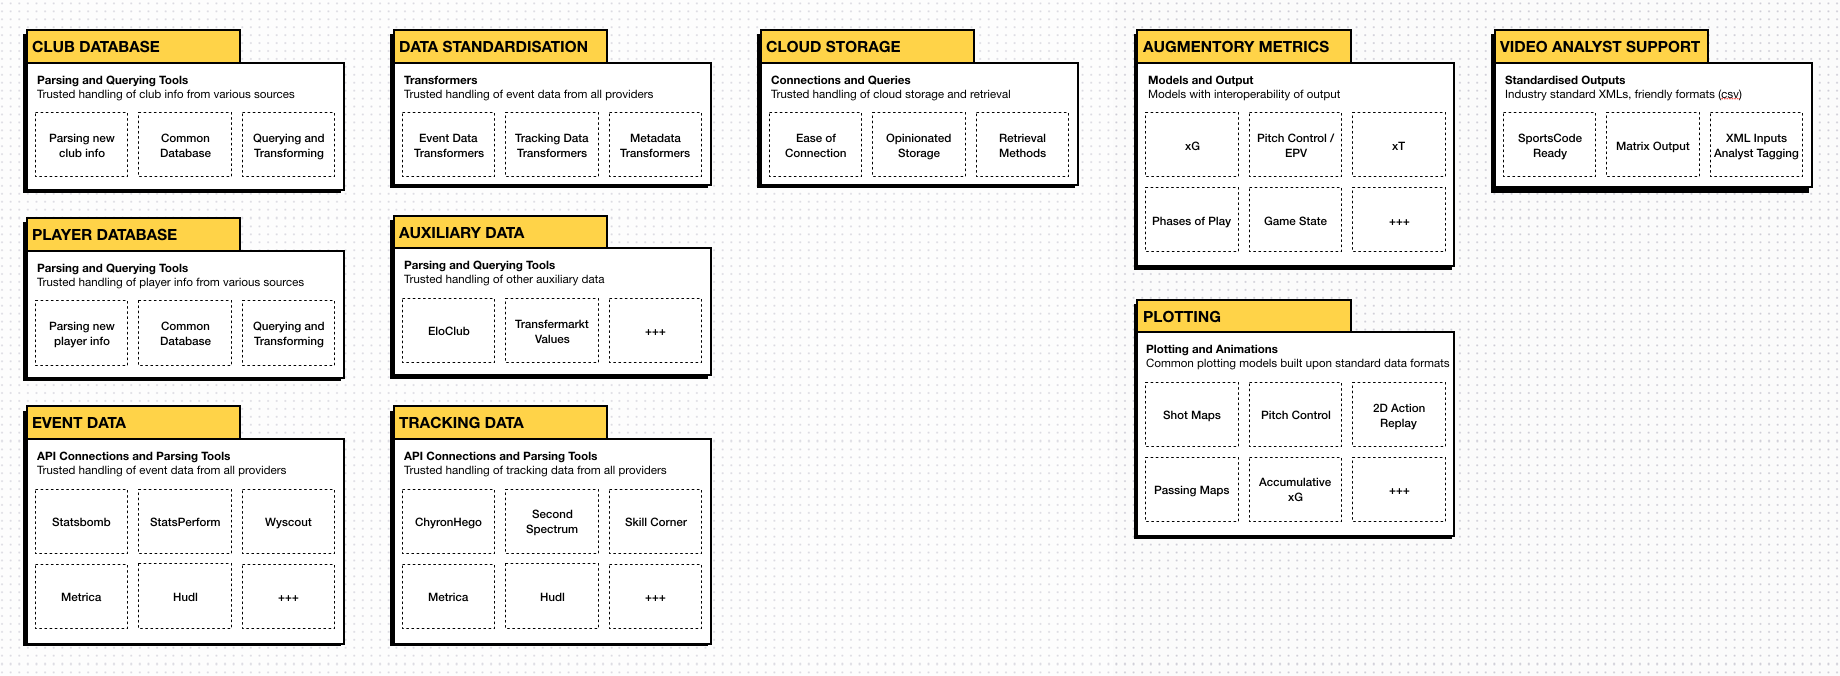 CLUB DATABASE
Parsing and Querying Tools
Trusted handling of club info from various sources
Parsing new
club info
Common
Database
Querying and
Transforming
PLAYER DATABASE
Parsing and Querying Tools
Trusted handling of player info from various sources
Parsing new
player info
Common
Database
Querying and
Transforming
EVENT DATA
API Connections and Parsing Tools
Trusted handling of event data from all providers
Statsbomb
StatsPerform
Wyscout
Metrica
Hudl
+++
DATA STANDARDISATION
Transformers
Trusted handling of event data from all providers
Event Data
Transformers
Tracking Data
Transformers
Metadata
Transformers
AUXILIARY DATA
Parsing and Querying Tools
Trusted handling of other auxiliary data
EloClub
Transfermarkt
Values
+++
TRACKING DATA
API Connections and Parsing Tools
Trusted handling of tracking data from all providers
ChyronHego
Second
Spectrum
Skill Corner
Metrica
Hudl
+++
CLOUD STORAGE
Connections and Queries
Trusted handling of cloud storage and retrieval
Ease of
Connection
Opinionated
Storage
Retrieval
Methods
AUGMENTORY METRICS
Models and Output
Models with interoperability of output
xG
Pitch Control /
EPV
xT
Phases of Play
Game State
+++
PLOTTING
Plotting and Animations
Common plotting models built upon standard data formats
Shot Maps
Pitch Control
2D Action
Replay
Passing Maps
Accumulative
xG
+++
VIDEO ANALYST SUPPORT
Standardised Outputs
Industry standard XMLs, friendly formats (csv)
SportsCode
Ready
Matrix Output
XML Inputs
Analyst Tagging